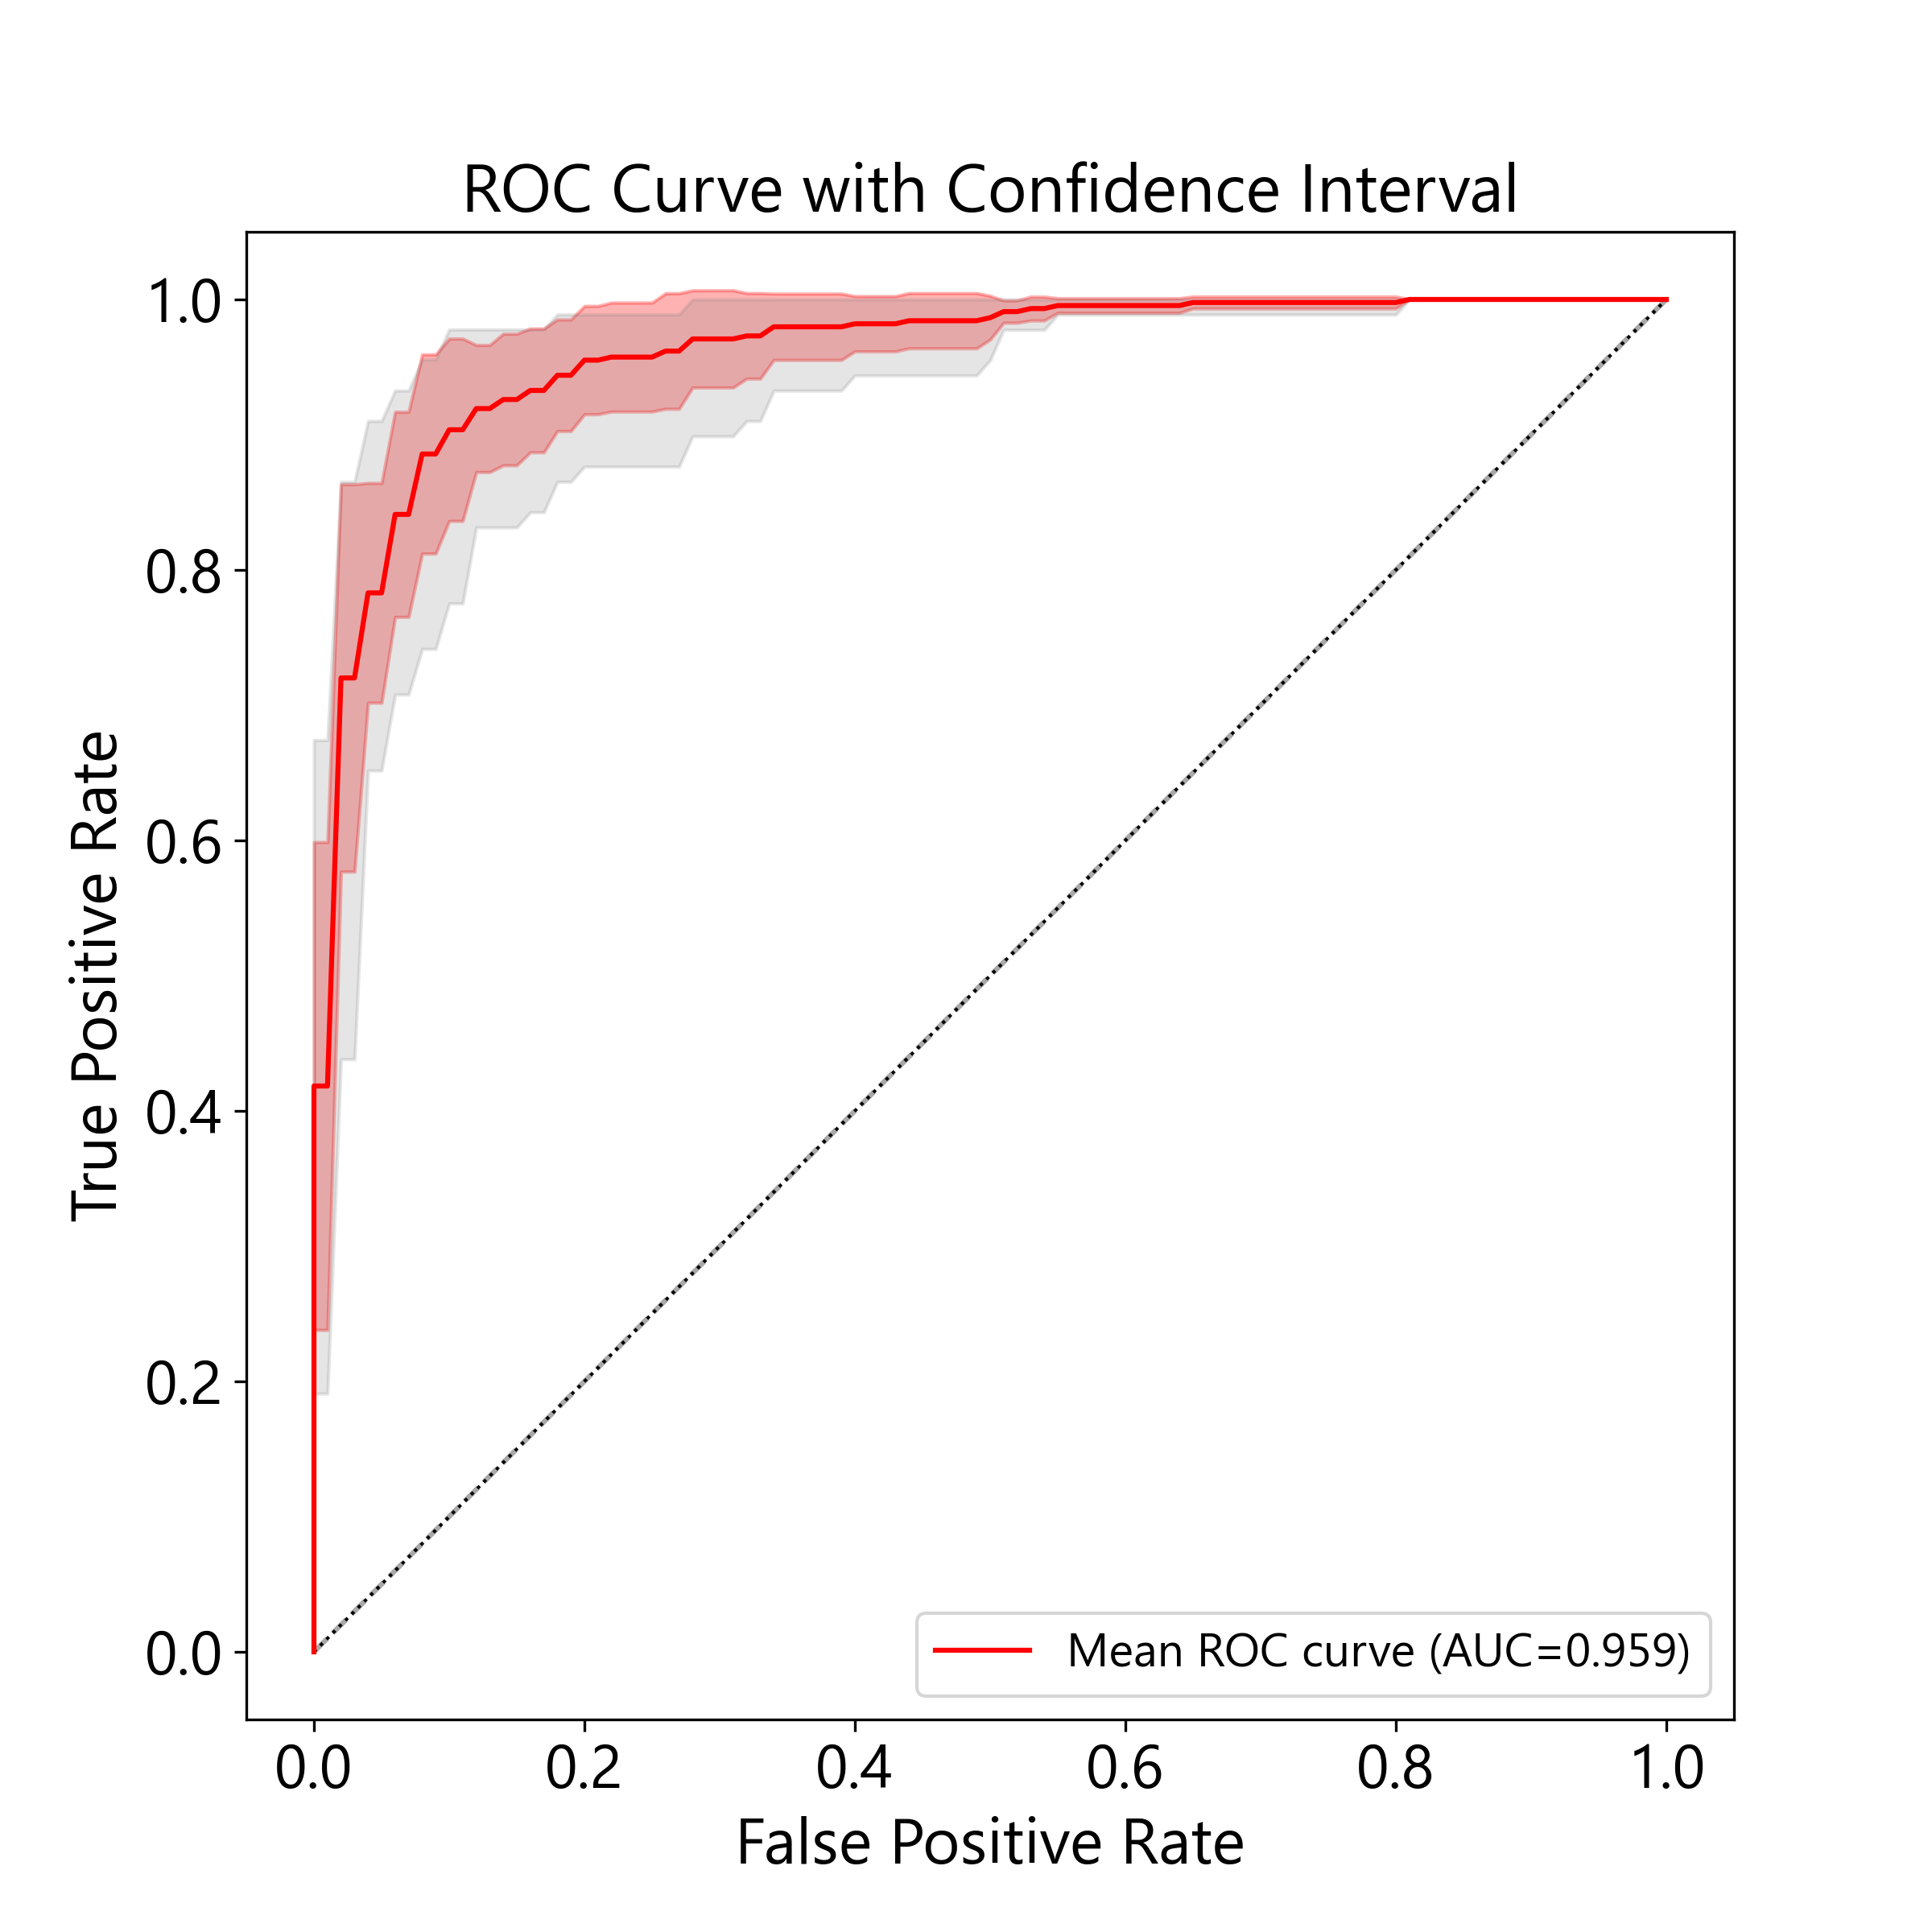 ROC Curve with Confidence Interval
1.0
0.8
0.6
0.4
0.2
0.0
True Positive Rate
Mean ROC curve (AUC=0.959)
0.0 0.2 0.4 0.6 0.8 1.0
False Positive Rate